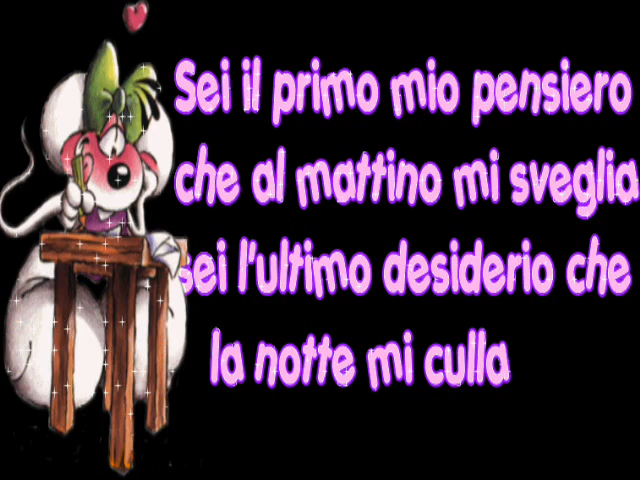 Sei il primo mio pensiero
che al mattino mi sveglia
sei l'ultimo desiderio che
la notte mi culla